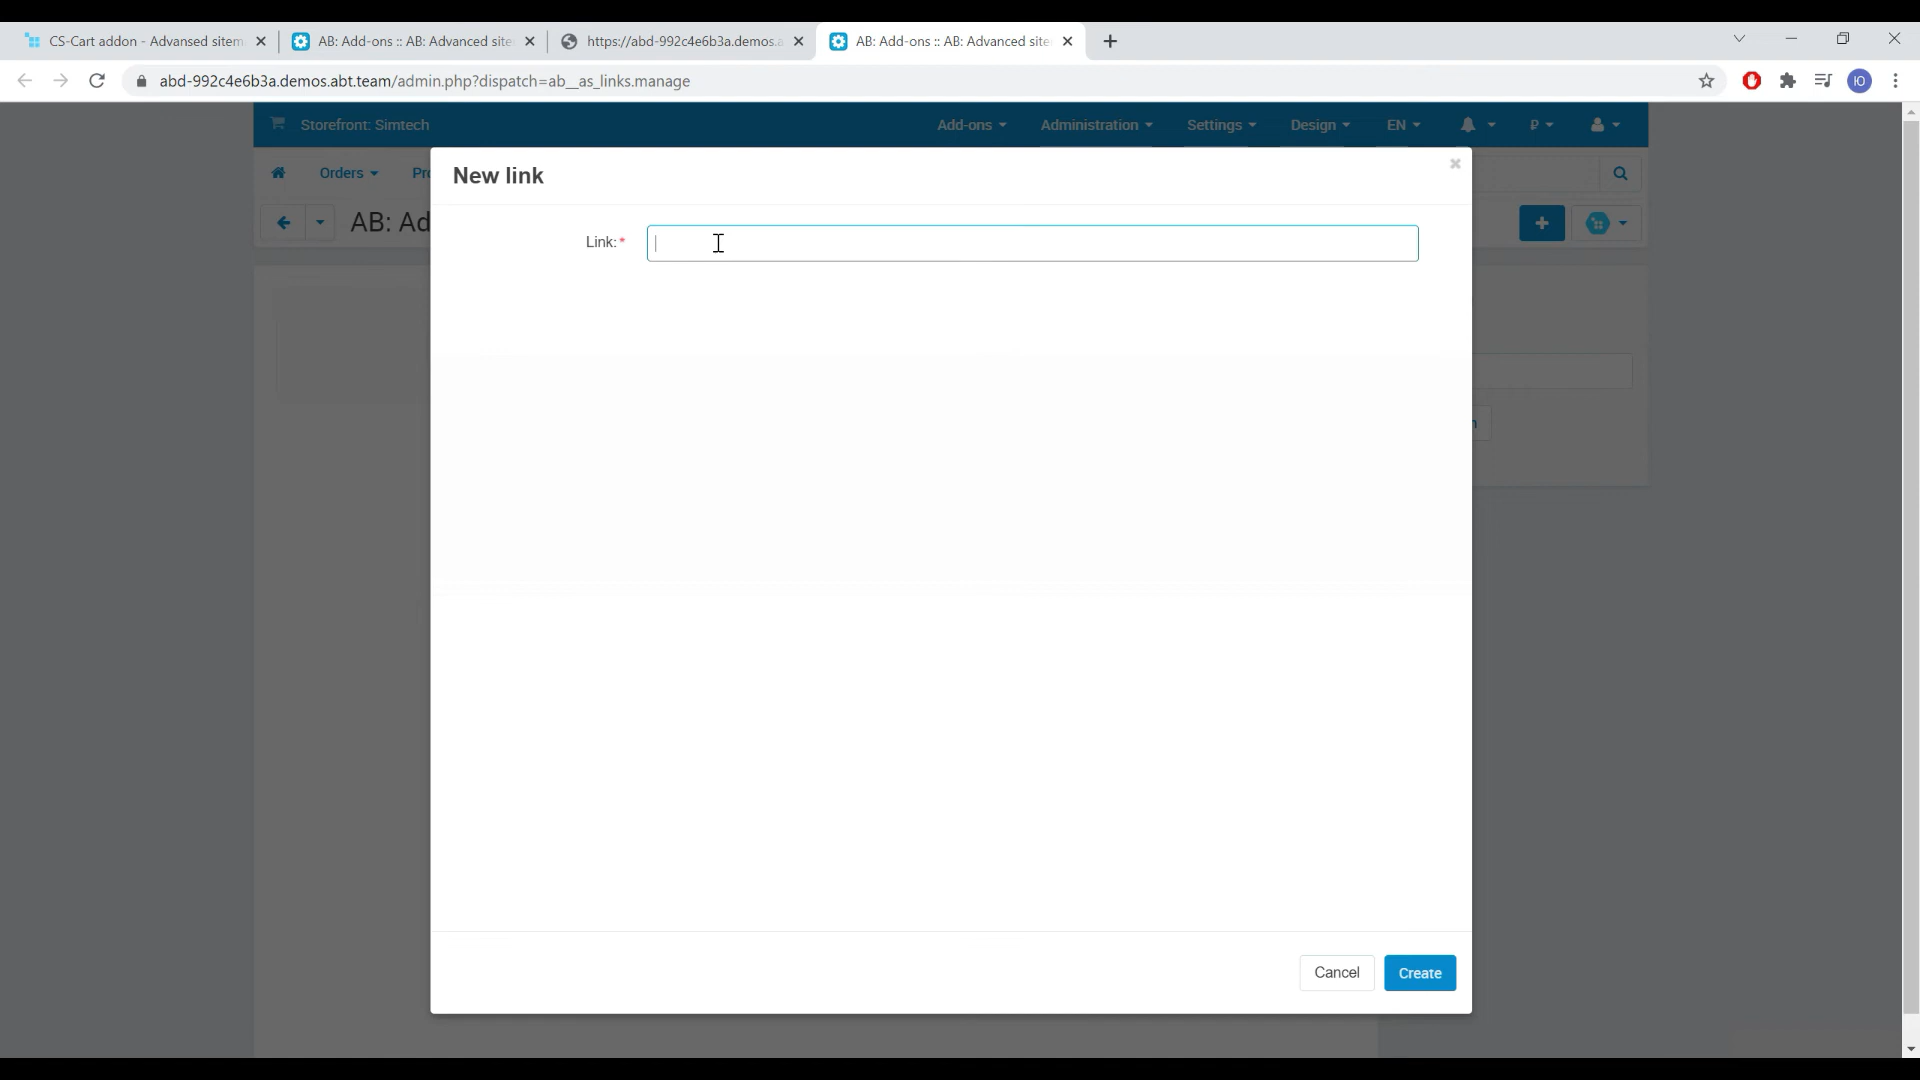 CS-Cart addon - Advansed sitem
AB: Add-ons :: AB: Advanced site
https://abd-992c4e6b3a.demos.a
AB: Add-ons :: AB: Advanced site
abd-992c4e6b3a.demos.abt.team/admin.php?dispatch=ab__as_links.manage
Ю
Storefront: Simtech
Add-ons
Administration
Settings
Design
EN
₽
Orders
Pro
AB: Ad
New link
Link:*
Cancel
Create